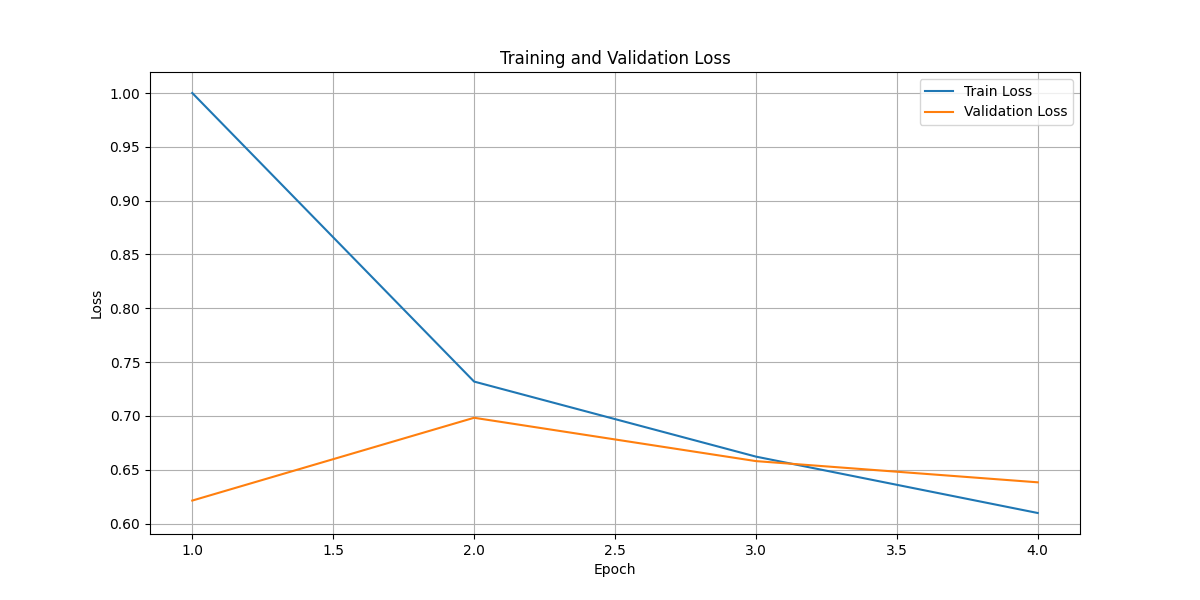 Training and Validation Loss
Train Loss
Validation Loss
1.00
0.95
0.90
0.85
0.80
0.75
0.70
0.65
0.60
Loss
1.0 1.5 2.0 2.5 3.0 3.5 4.0
Epoch